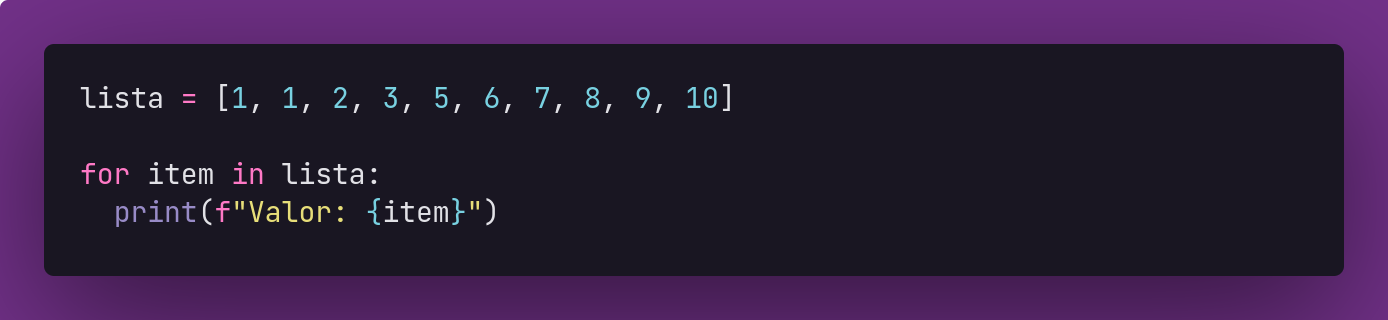 lista = [1, 1, 2, 3, 5, 6, 7, 8, 9, 10]

for item in lista:
  print(f"Valor: {item}")